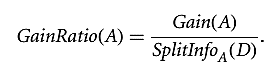 GainRatio(A) = Gain(A) / SplitInfo_A(D).